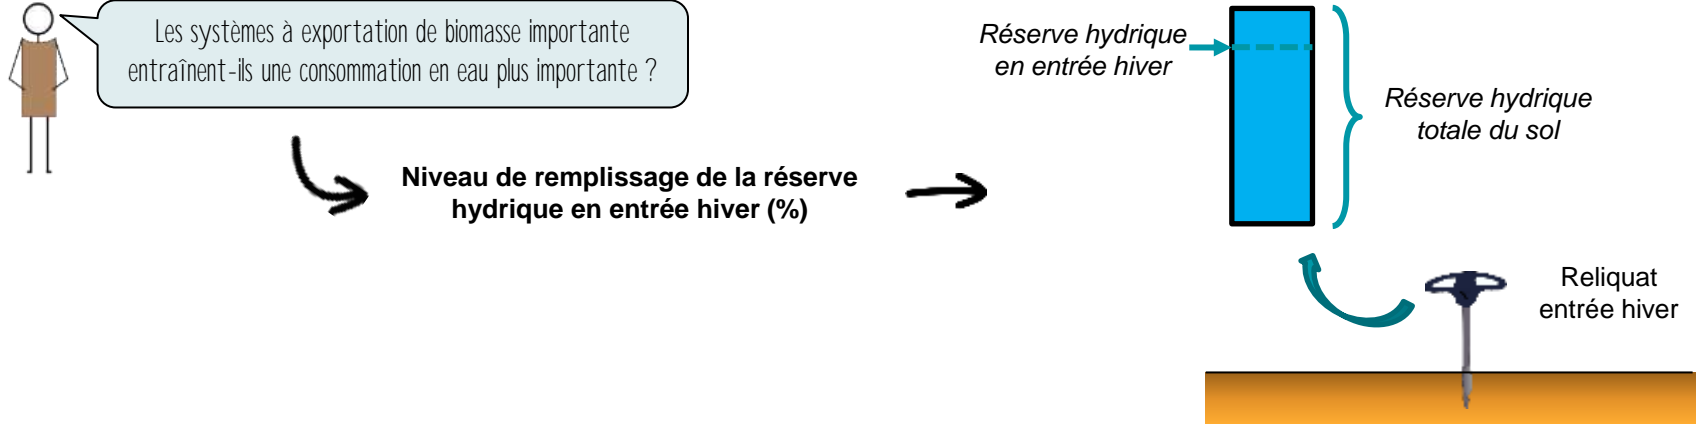 Les systèmes à exportation de biomasse importante
entraînent-ils une consommation en eau plus importante ?
Réserve hydrique
en entrée hiver
Réserve hydrique
totale du sol
Niveau de remplissage de la réserve
hydrique en entrée hiver (%)
Reliquat
entrée hiver